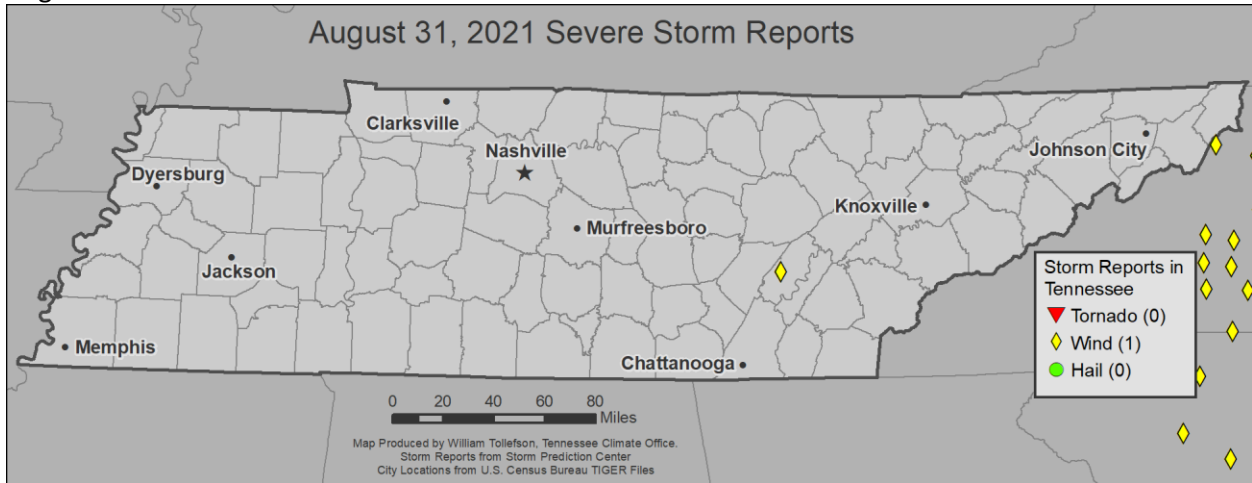 August 31, 2021 Severe Storm Reports
Clarksville
Nashville
Johnson City
Dyersburg
Knoxville
Murfreesboro
Jackson
Storm Reports in
Tennessee
Tornado (0)
Wind (1)
Hail (0)
Memphis
Chattanooga
0 20 40 60 80
Miles
Map Produced by William Tollefson, Tennessee Climate Office.
Storm Reports from Storm Prediction Center
City Locations from U.S. Census Bureau TIGER Files